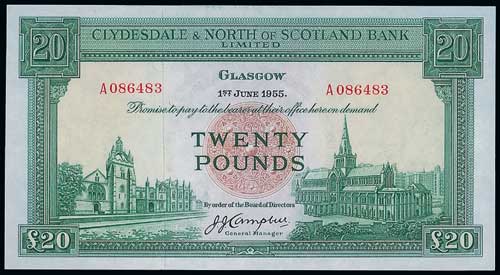 20 CLYDESDALE & NORTH OF SCOTLAND BANK 20
LIMITED
GLASGOW
A086483 1ST JUNE 1955. A086483
Promise to pay to the bearer at their office here on demand
TWENTY
POUNDS
By order of the Board of Directors
J.J. Campbell
General Manager
£20 £20